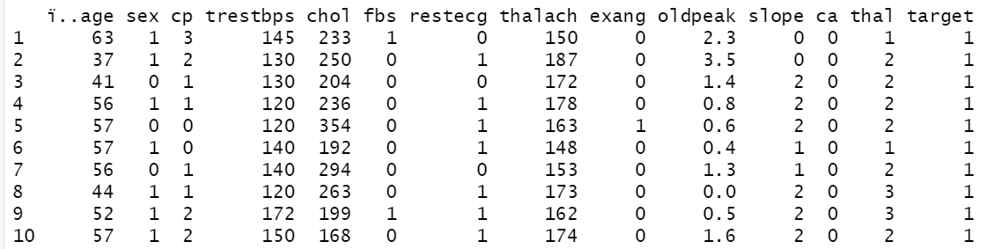 ï..age sex cp trestbps chol fbs restecg thalach exang oldpeak slope ca thal target
1 63 1 3 145 233 1 0 150 0 2.3 0 0 1 1
2 37 1 2 130 250 0 1 187 0 3.5 0 0 2 1
3 41 0 1 130 204 0 0 172 0 1.4 2 0 2 1
4 56 1 1 120 236 0 1 178 0 0.8 2 0 2 1
5 57 0 0 120 354 0 1 163 1 0.6 2 0 2 1
6 57 1 0 140 192 0 1 148 0 0.4 1 0 1 1
7 56 0 1 140 294 0 0 153 0 1.3 1 0 2 1
8 44 1 1 120 263 0 1 173 0 0.0 2 0 3 1
9 52 1 2 172 199 1 1 162 0 0.5 2 0 3 1
10 57 1 2 150 168 0 1 174 0 1.6 2 0 2 1